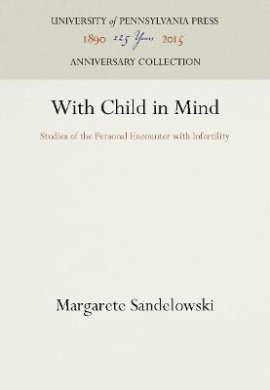 UNIVERSITY of PENNSYLVANIA PRESS
1890 125 Years 2015
ANNIVERSARY COLLECTION
With Child in Mind
Studies of the Personal Encounter with Infertility
Margarete Sandelowski